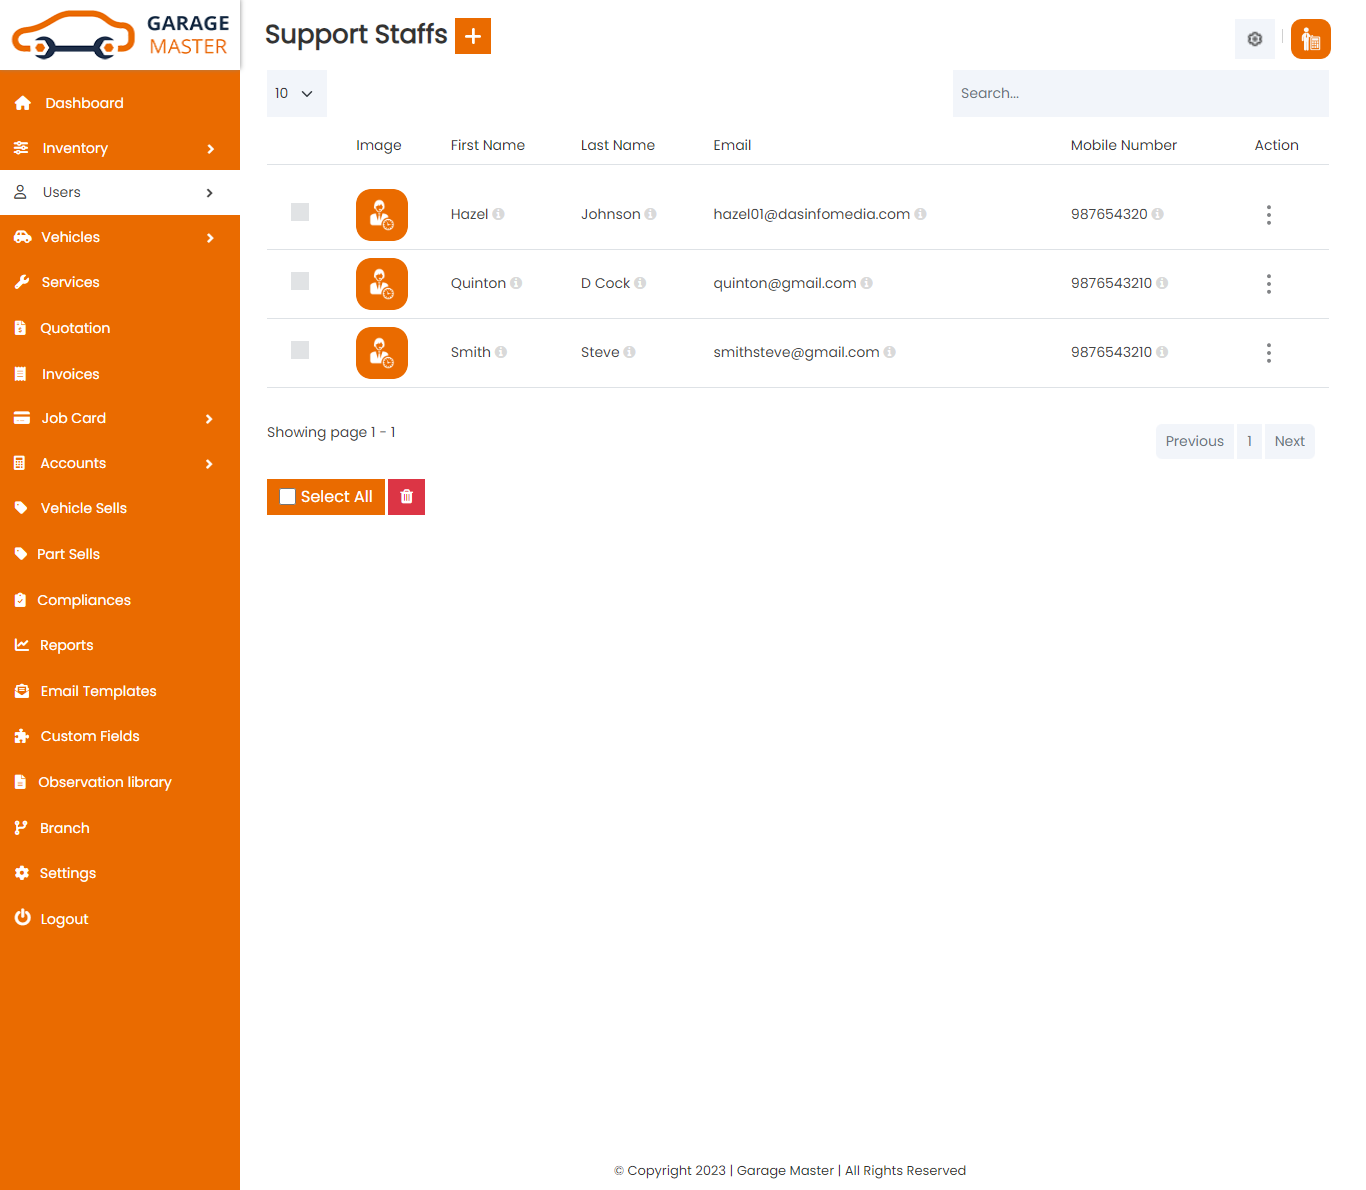 GARAGE
MASTER
Support Staffs
10
Search...
Image First Name Last Name Email Mobile Number Action
Hazel Johnson hazel01@dasinfomedia.com 987654320
Quinton D Cock quinton@gmail.com 9876543210
Smith Steve smithsteve@gmail.com 9876543210
Showing page 1 - 1
Previous 1 Next
Select All
Dashboard
Inventory
Users
Vehicles
Services
Quotation
Invoices
Job Card
Accounts
Vehicle Sells
Part Sells
Compliances
Reports
Email Templates
Custom Fields
Observation library
Branch
Settings
Logout
© Copyright 2023 | Garage Master | All Rights Reserved